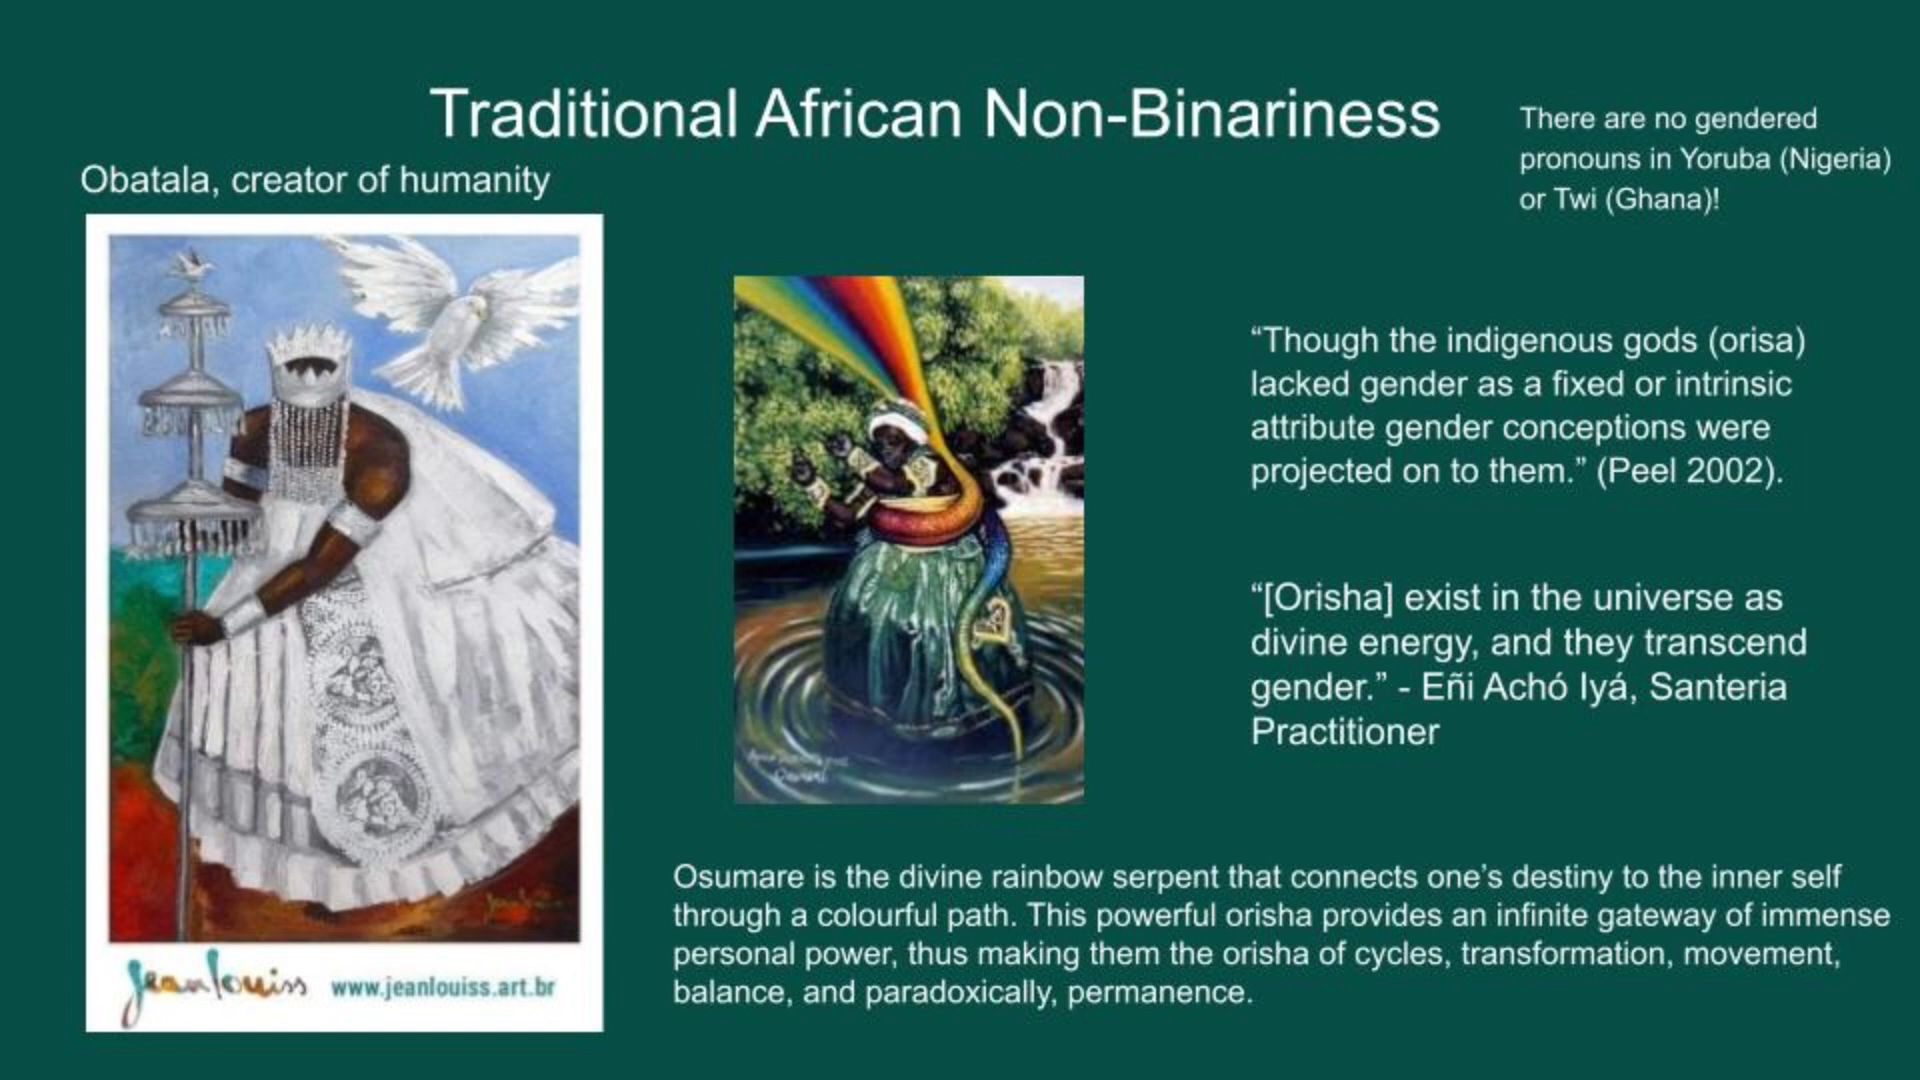 Traditional African Non-Binariness
There are no gendered
pronouns in Yoruba (Nigeria)
or Twi (Ghana)!
Obatala, creator of humanity
jeanlouiss www.jeanlouiss.art.br
“Though the indigenous gods (orisa)
lacked gender as a fixed or intrinsic
attribute gender conceptions were
projected on to them.” (Peel 2002).
“[Orisha] exist in the universe as
divine energy, and they transcend
gender.” - Eñi Achó Iyá, Santeria
Practitioner
Osumare is the divine rainbow serpent that connects one’s destiny to the inner self
through a colourful path. This powerful orisha provides an infinite gateway of immense
personal power, thus making them the orisha of cycles, transformation, movement,
balance, and paradoxically, permanence.